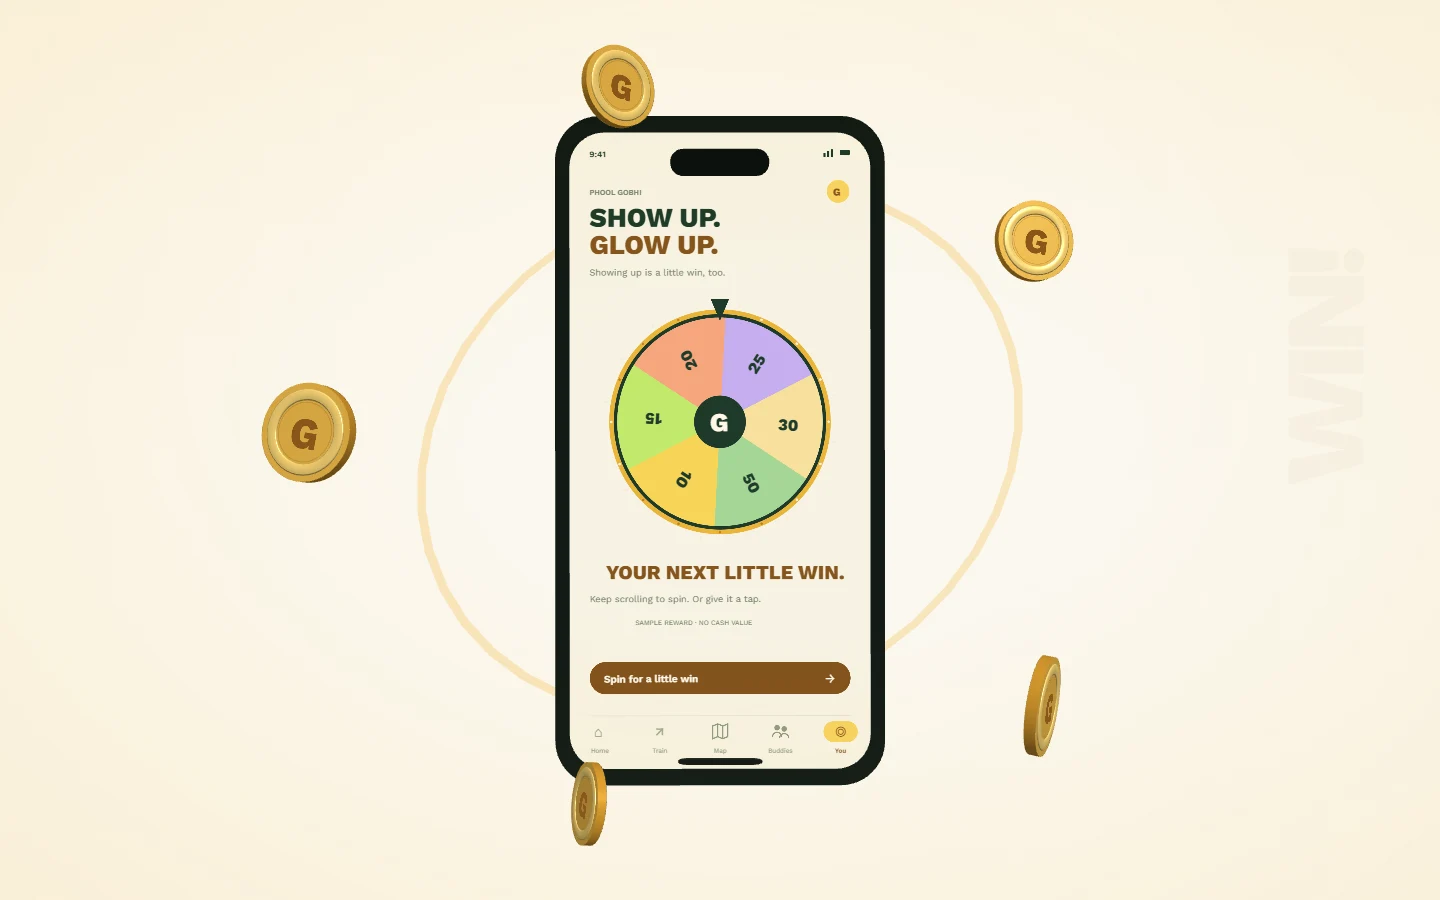 G
9:41
PHOOL GOBHI
G
SHOW UP.
GLOW UP.
Showing up is a little win, too.
G
20
25
15
G
30
10
50
G
WIN!
YOUR NEXT LITTLE WIN.
Keep scrolling to spin. Or give it a tap.
SAMPLE REWARD · NO CASH VALUE
Spin for a little win →
G
Home
Train
Map
Buddies
You
G